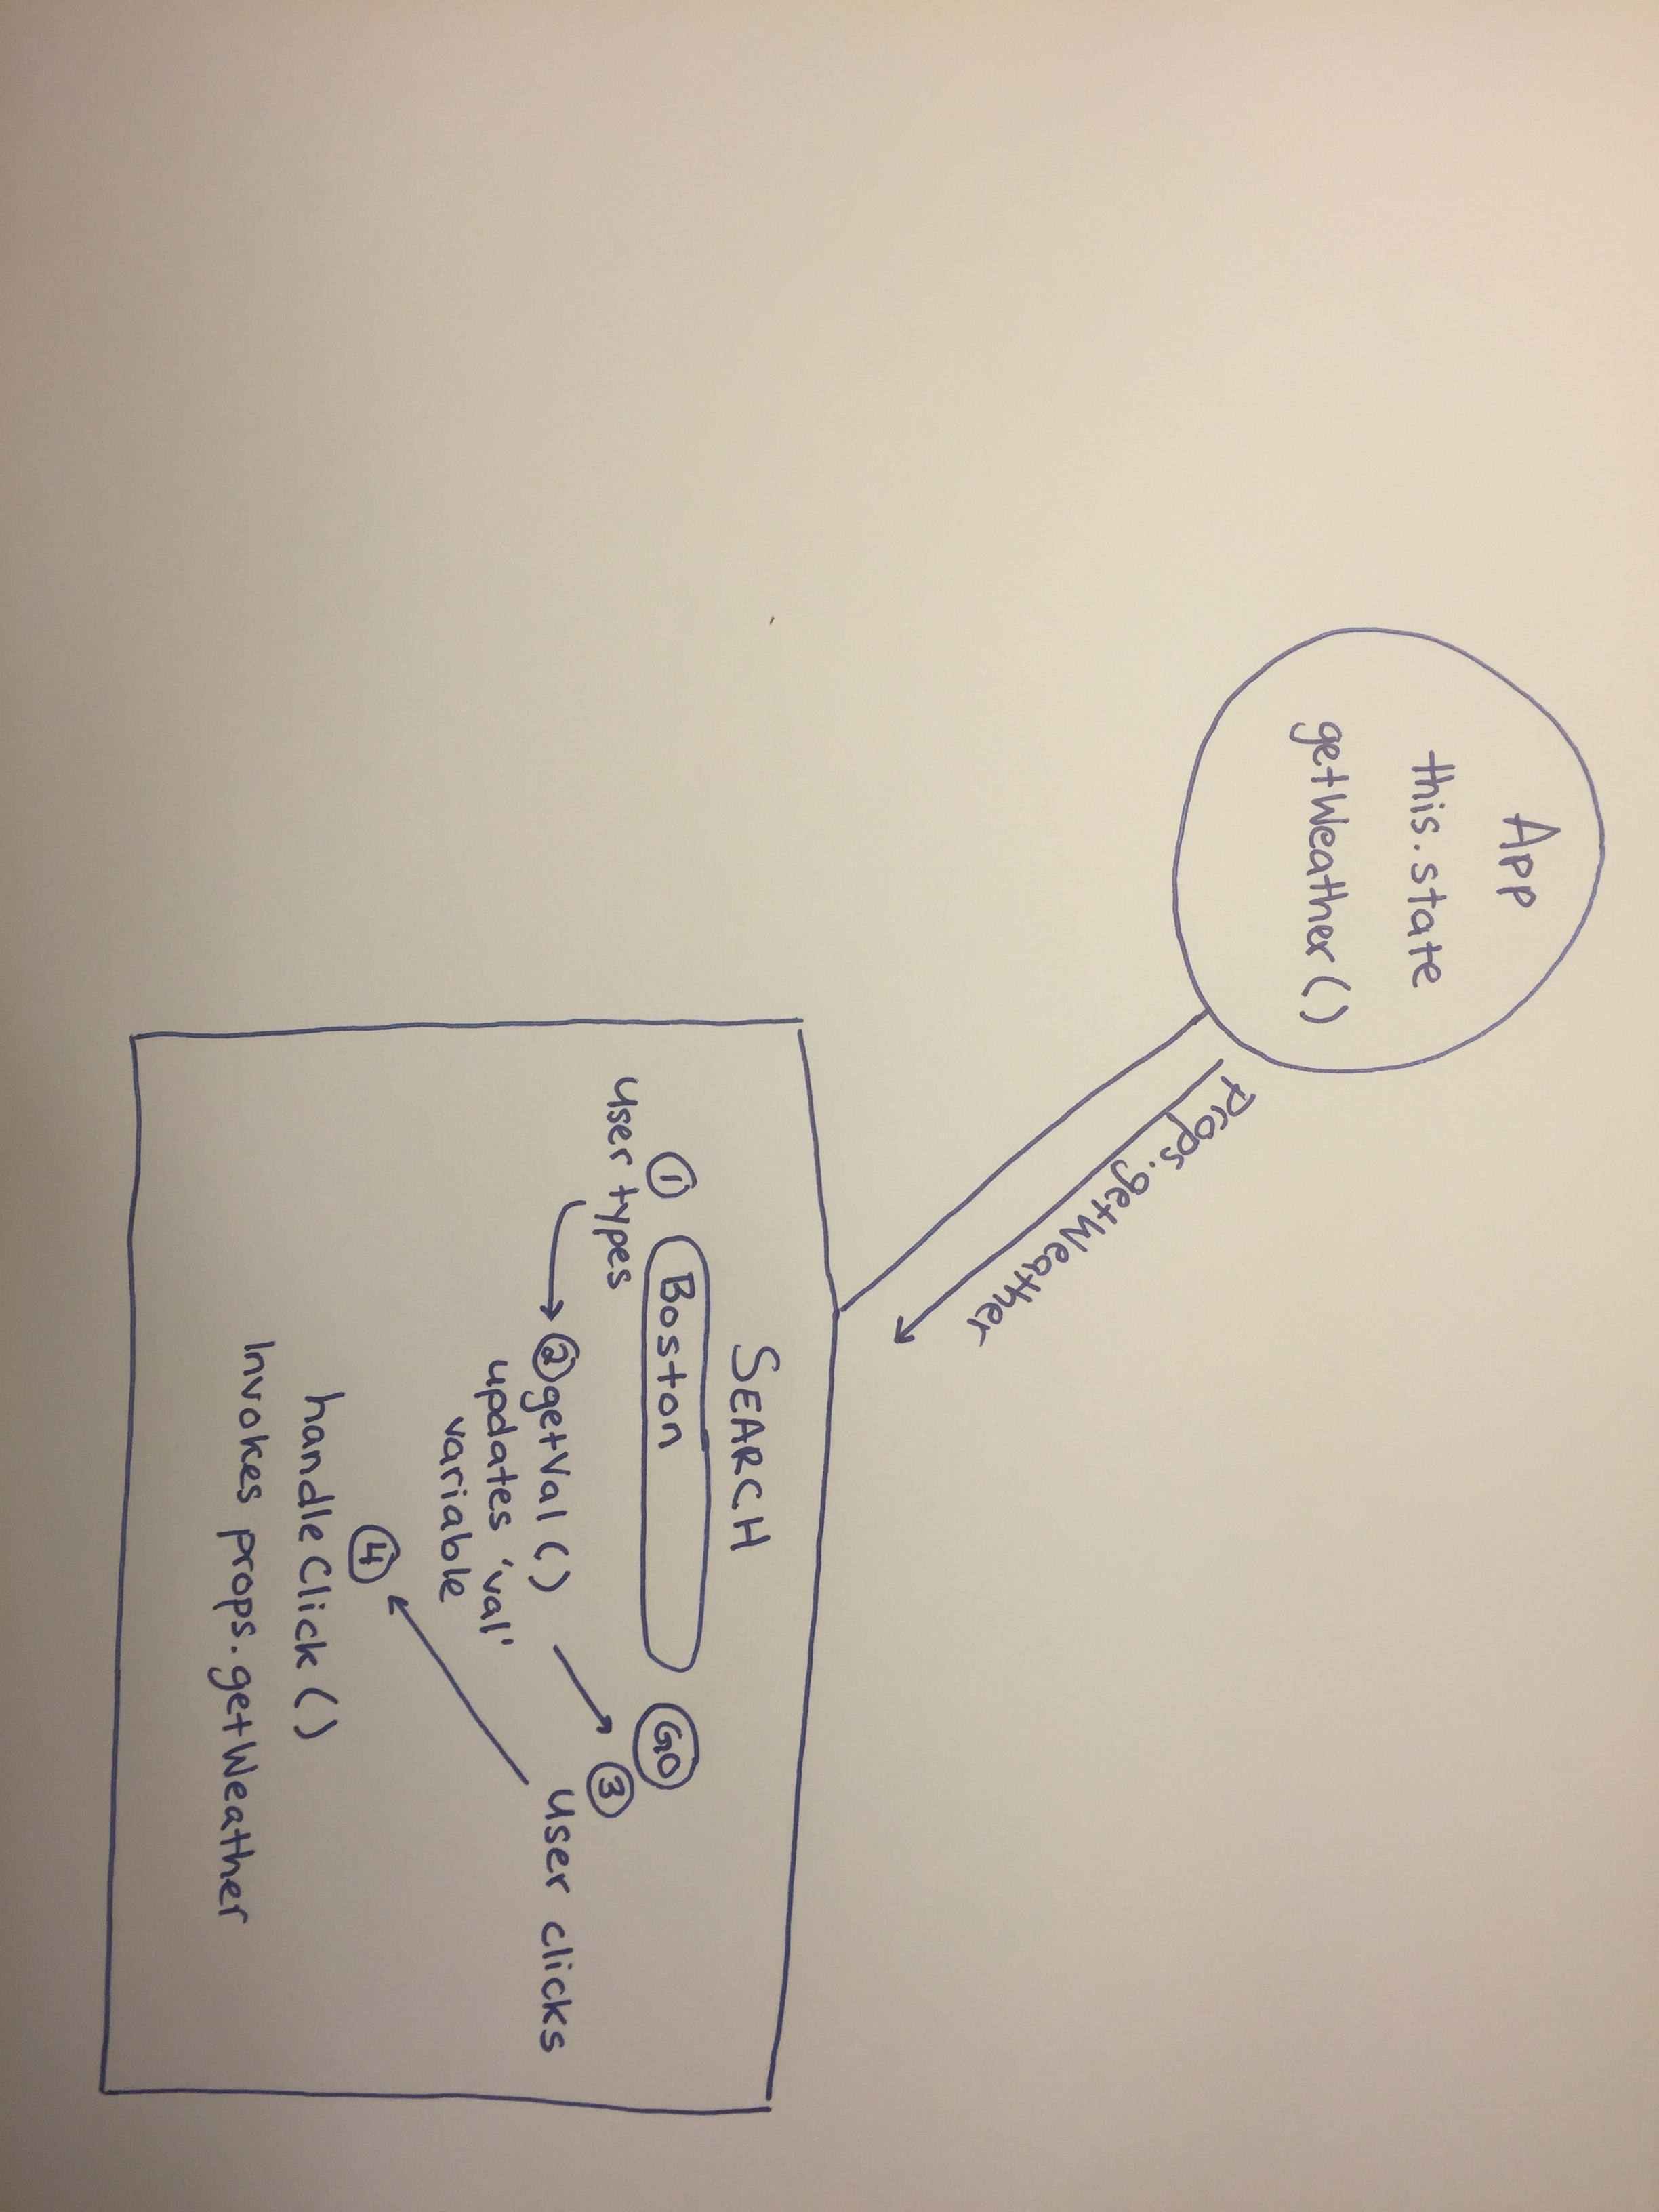 App
this.state
getWeather()
props.getWeather
SEARCH
① Boston GO
user types
② getVal()
updates 'val'
variable
③
User clicks
④
handleClick()
Invokes props.getWeather